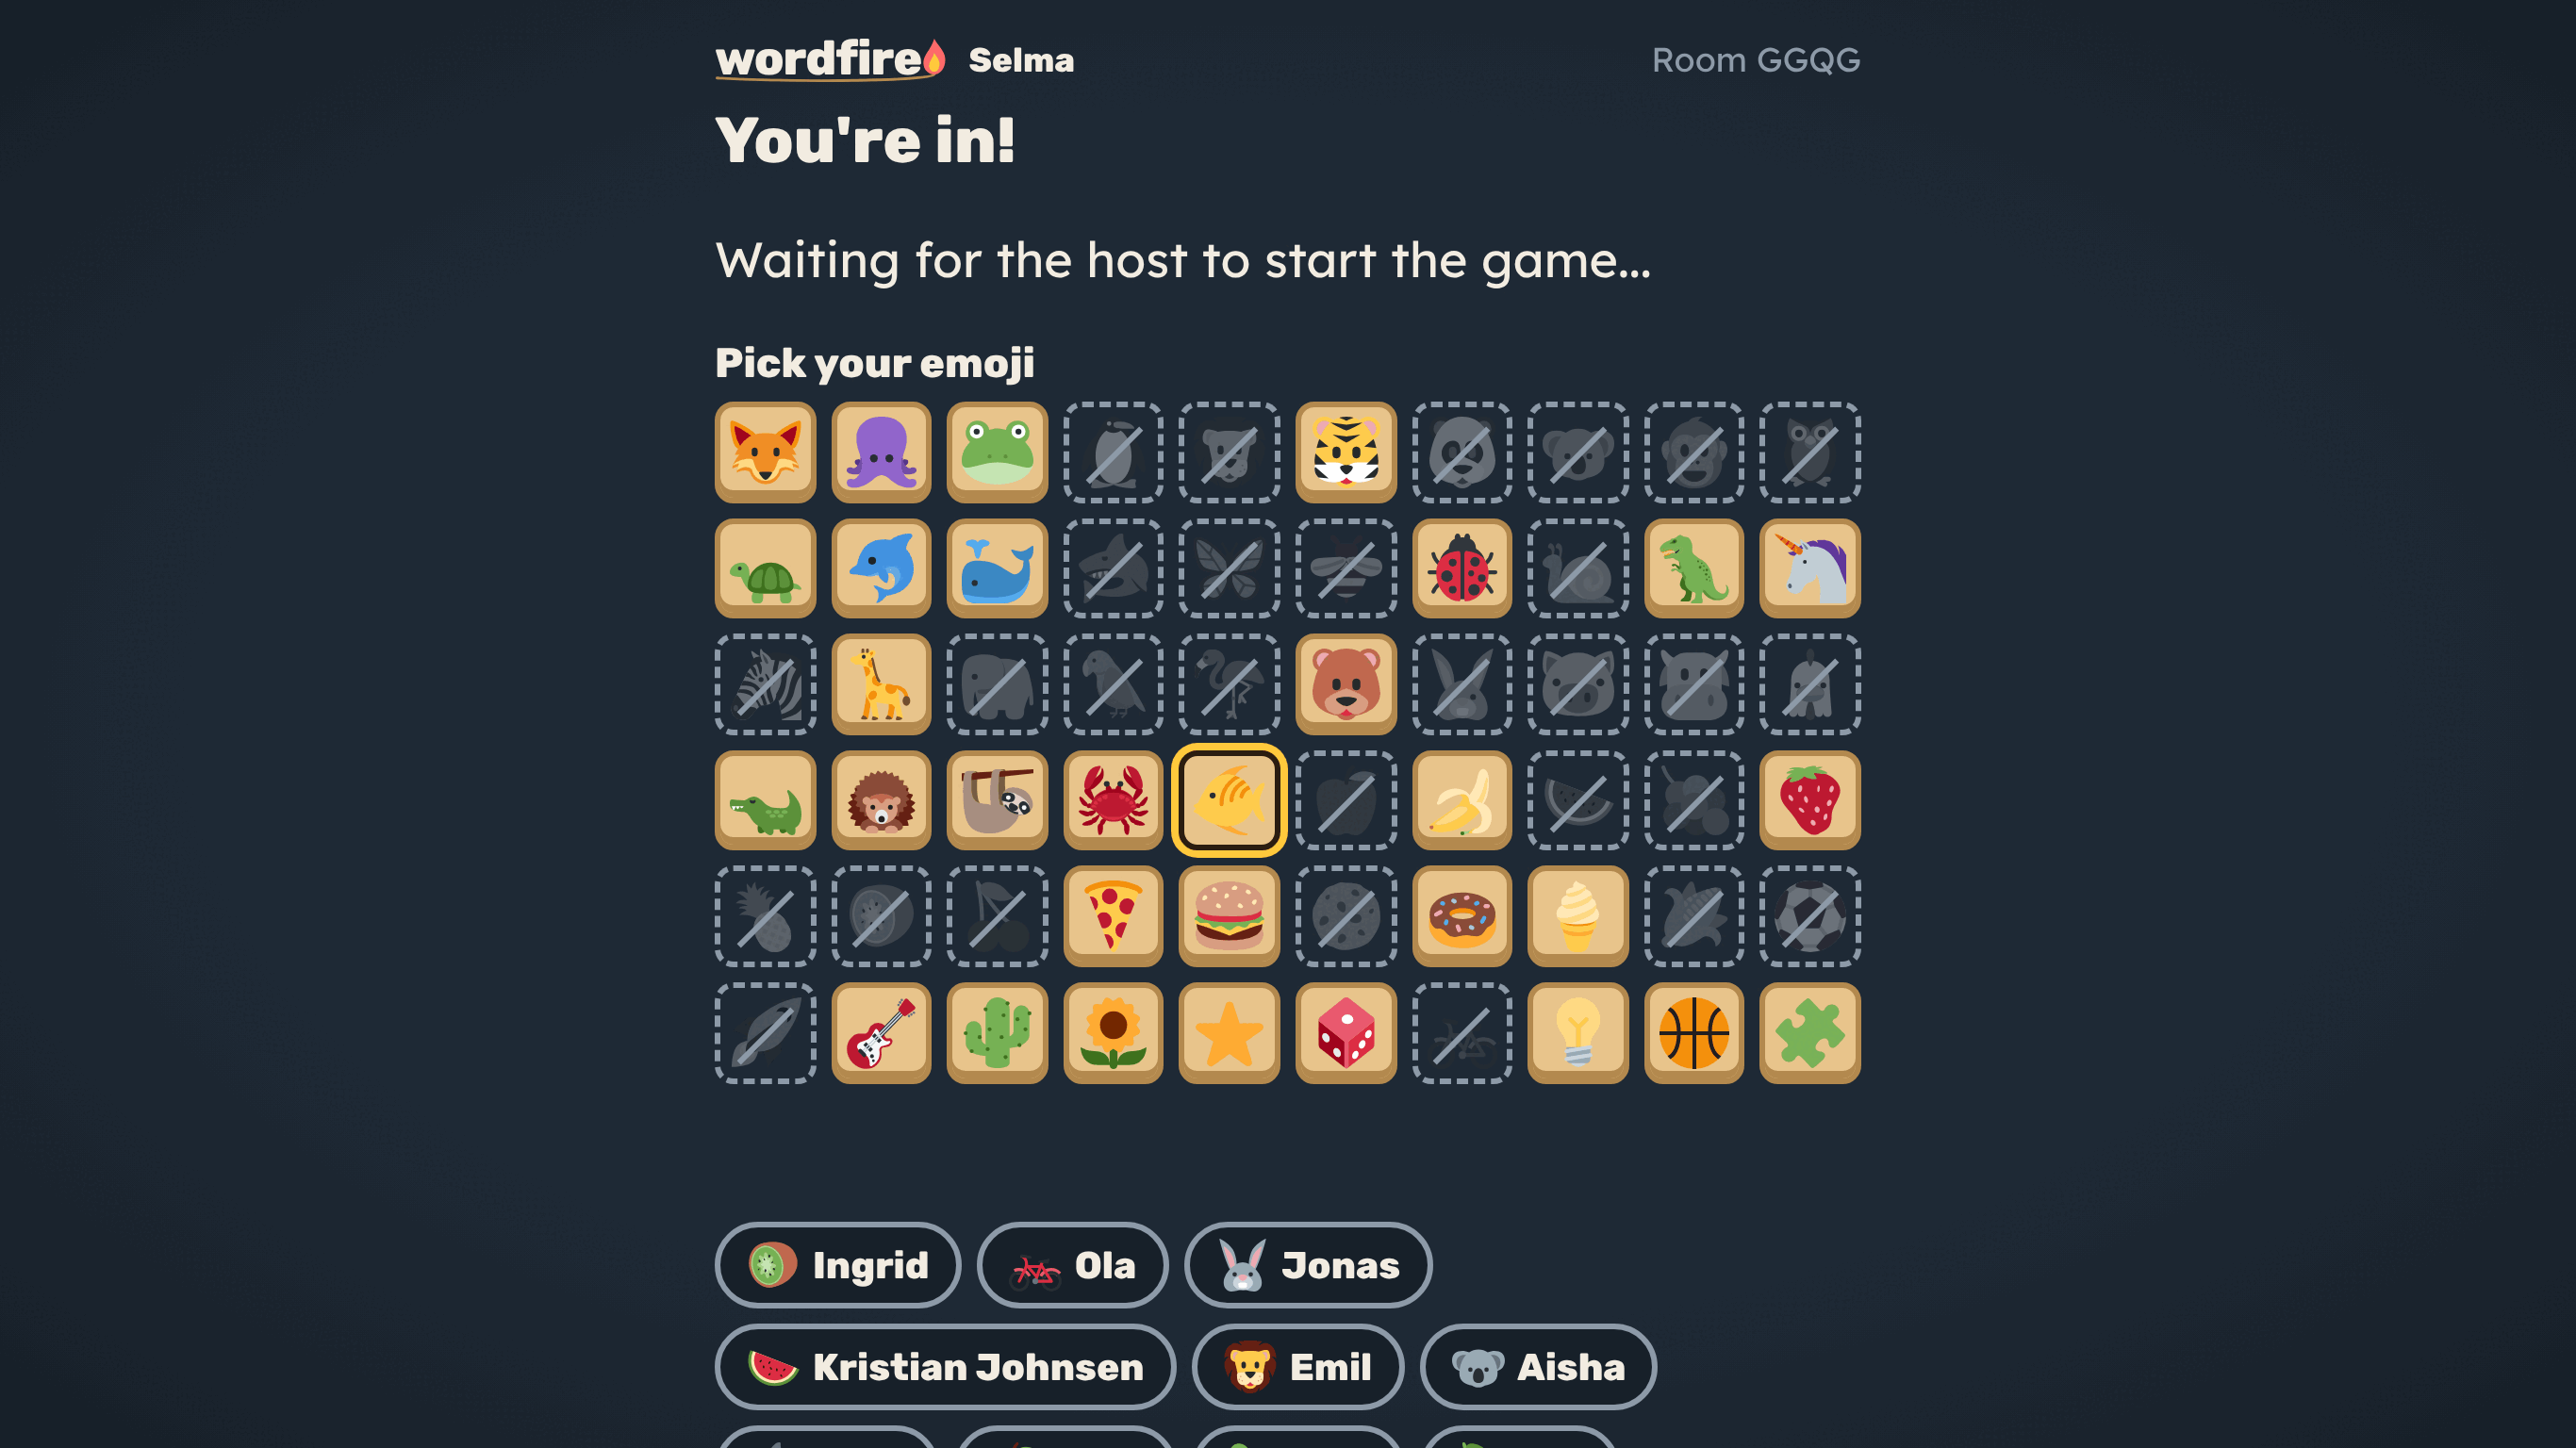 wordfire Selma Room GGQG
You're in!
Waiting for the host to start the game...
Pick your emoji
Ingrid Ola Jonas
Kristian Johnsen Emil Aisha